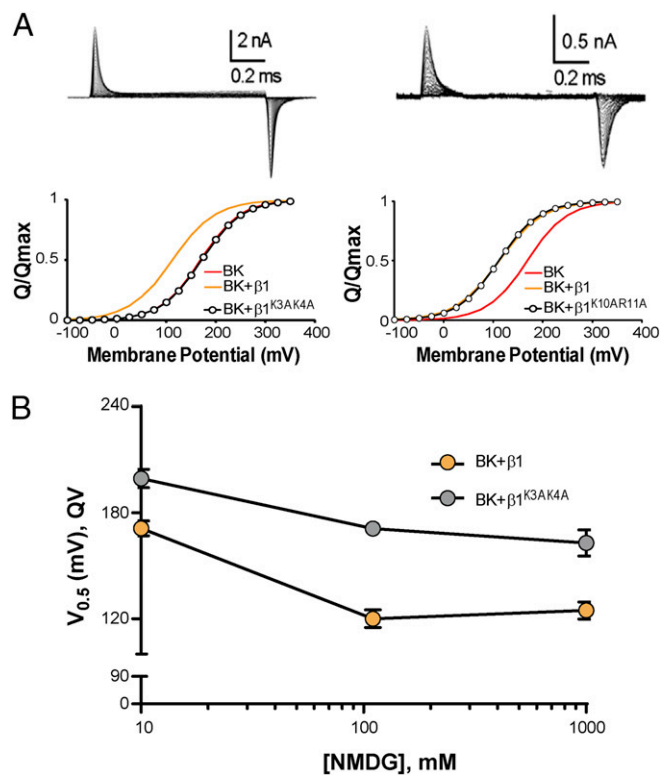 A
2 nA
0.2 ms
0.5 nA
0.2 ms
Q/Qmax
1
0.5
0
BK
BK+β1
BK+β1K3AK4A
-100 0 100 200 300 400
Membrane Potential (mV)
Q/Qmax
1
0.5
0
BK
BK+β1
BK+β1K10AR11A
-100 0 100 200 300 400
Membrane Potential (mV)
B
V0.5 (mV), QV
240
180
120
90
0
BK+β1
BK+β1K3AK4A
10 100 1000
[NMDG], mM